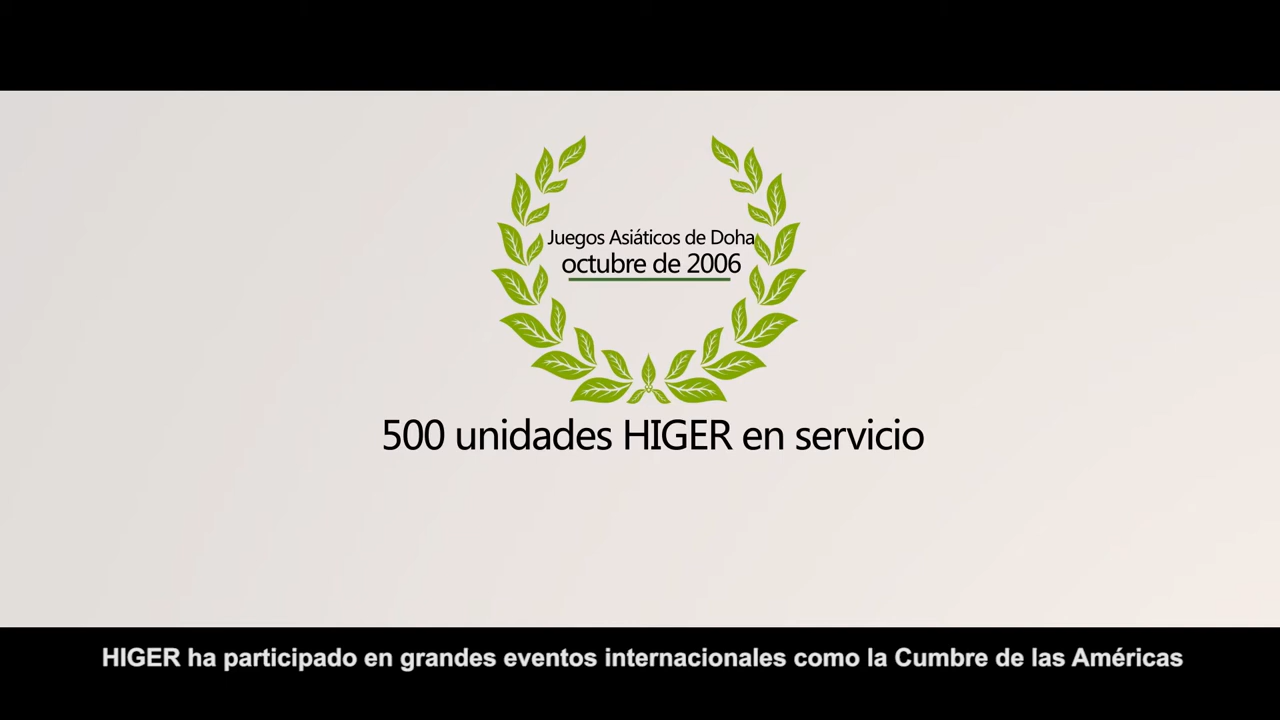 Juegos Asiáticos de Doha
octubre de 2006
500 unidades HIGER en servicio
HIGER ha participado en grandes eventos internacionales como la Cumbre de las Américas